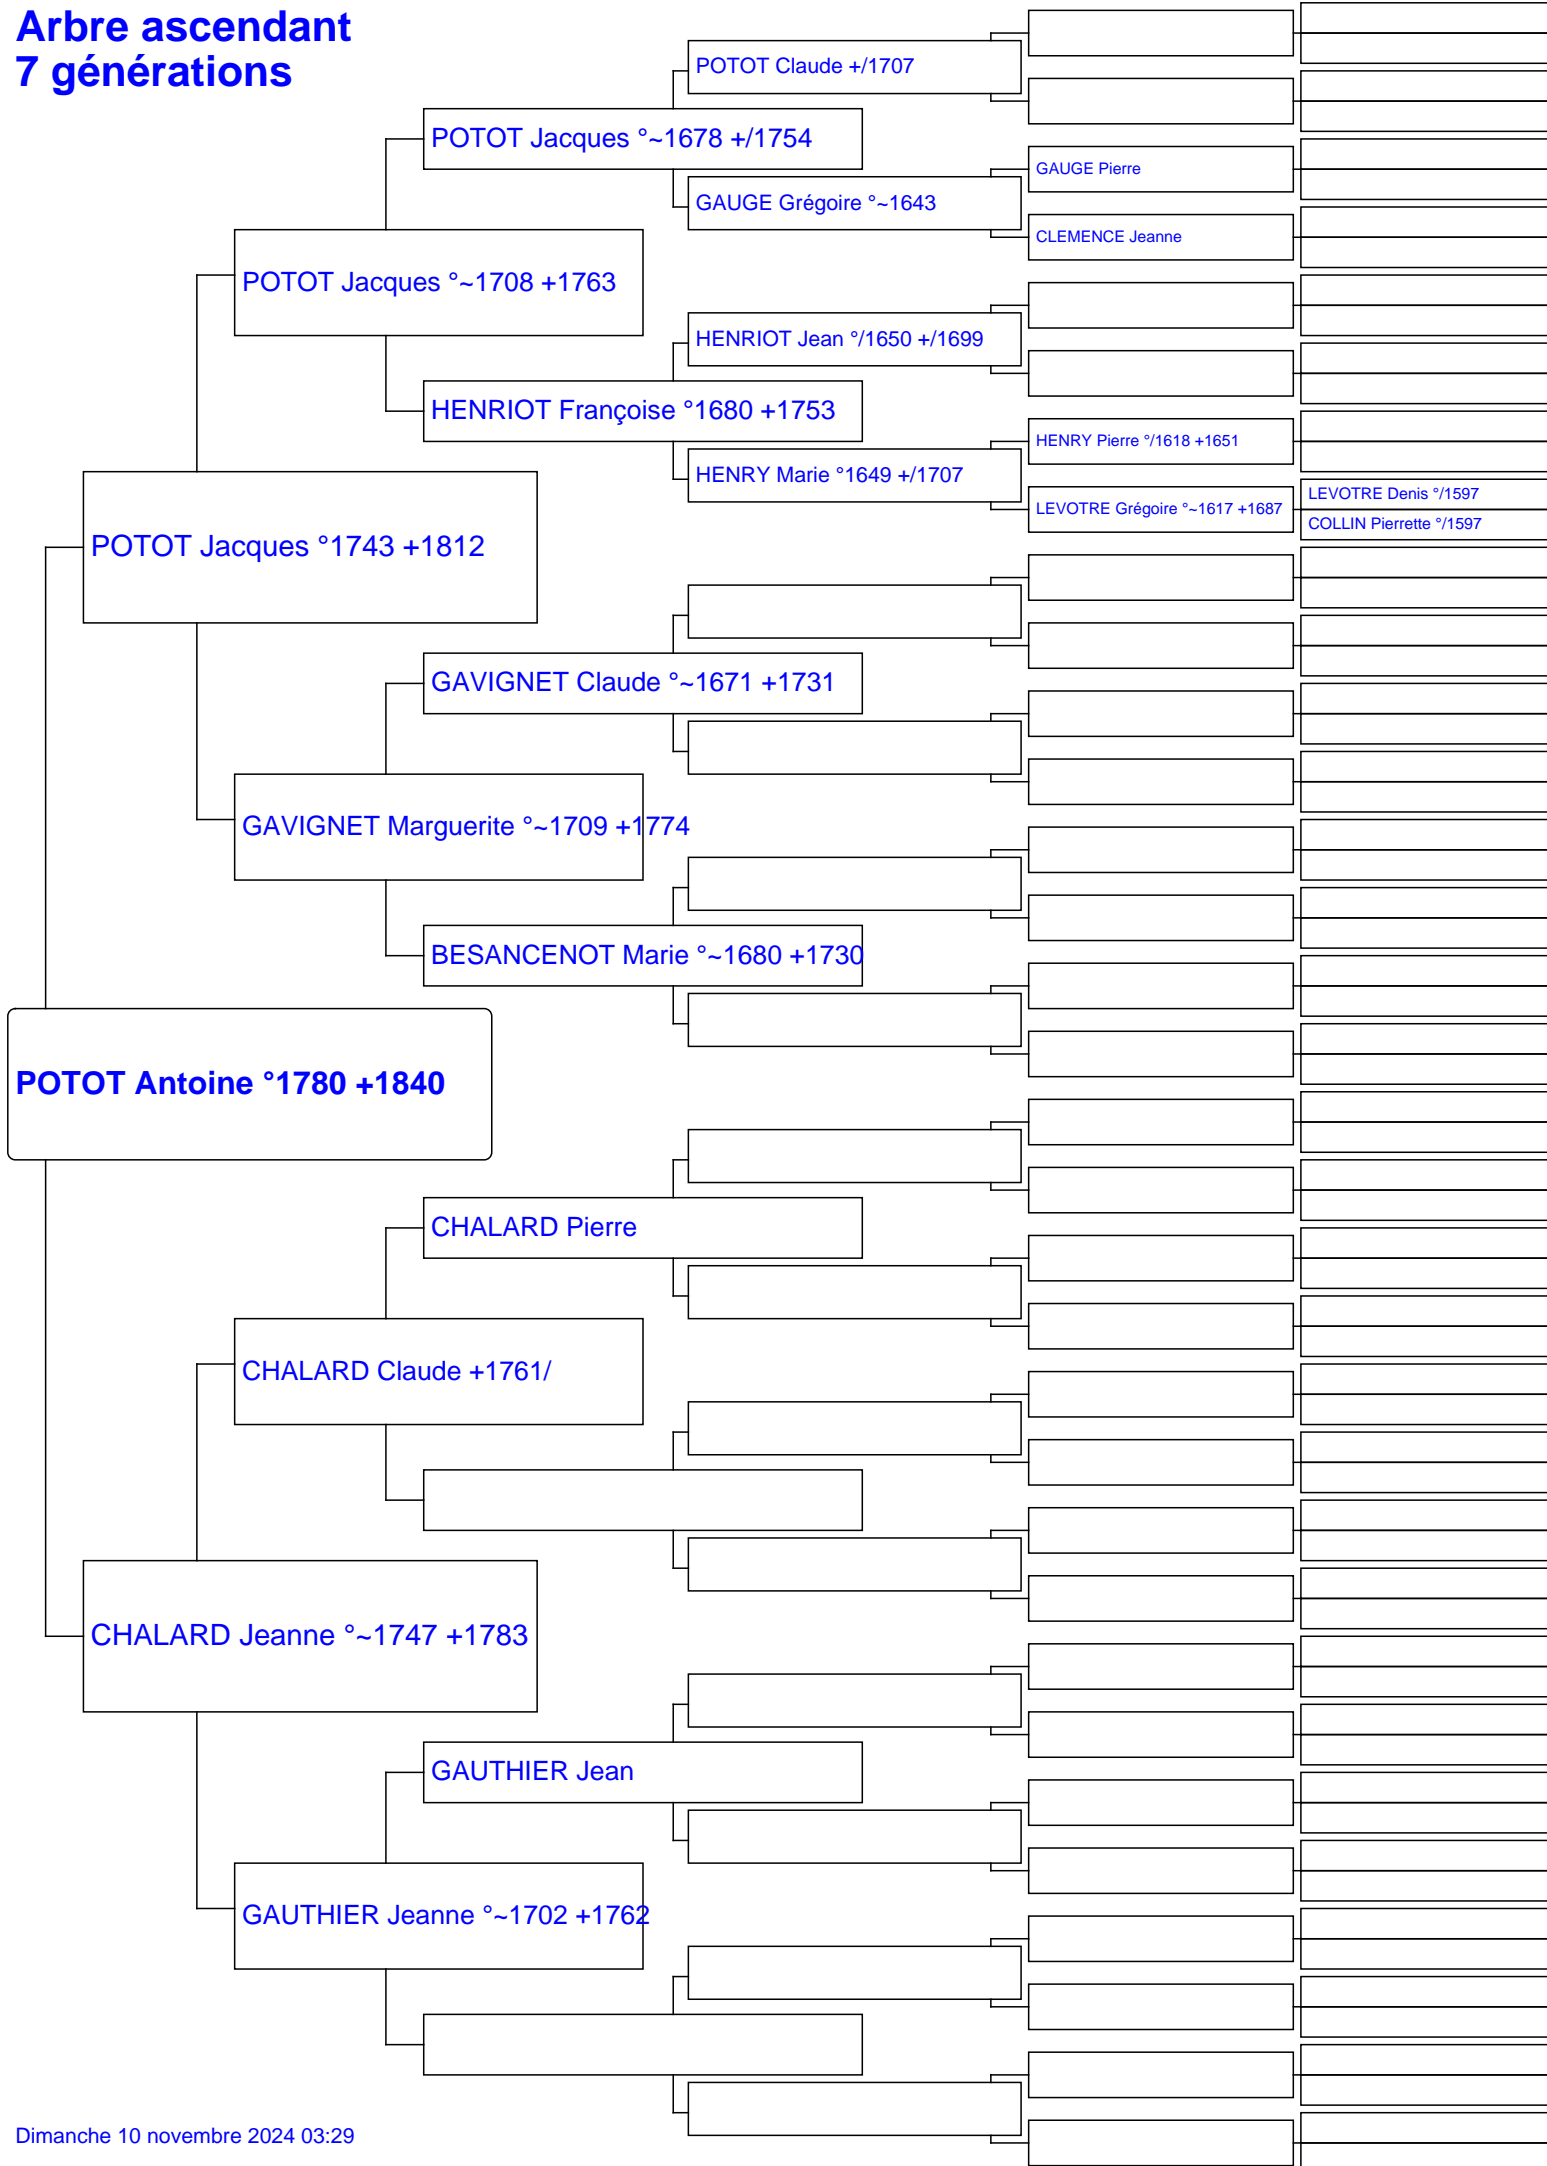 Arbre ascendant
7 générations
POTOT Claude +/1707
POTOT Jacques °~1678 +/1754
GAUGE Pierre
GAUGE Grégoire °~1643
CLEMENCE Jeanne
POTOT Jacques °~1708 +1763
HENRIOT Jean °/1650 +/1699
HENRIOT Françoise °1680 +1753
HENRY Pierre °/1618 +1651
HENRY Marie °1649 +/1707
LEVOTRE Denis °/1597
LEVOTRE Grégoire °~1617 +1687
COLLIN Pierrette °/1597
POTOT Jacques °1743 +1812
GAVIGNET Claude °~1671 +1731
GAVIGNET Marguerite °~1709 +1774
BESANCENOT Marie °~1680 +1730
POTOT Antoine °1780 +1840
CHALARD Pierre
CHALARD Claude +1761/
CHALARD Jeanne °~1747 +1783
GAUTHIER Jean
GAUTHIER Jeanne °~1702 +1762
Dimanche 10 novembre 2024 03:29